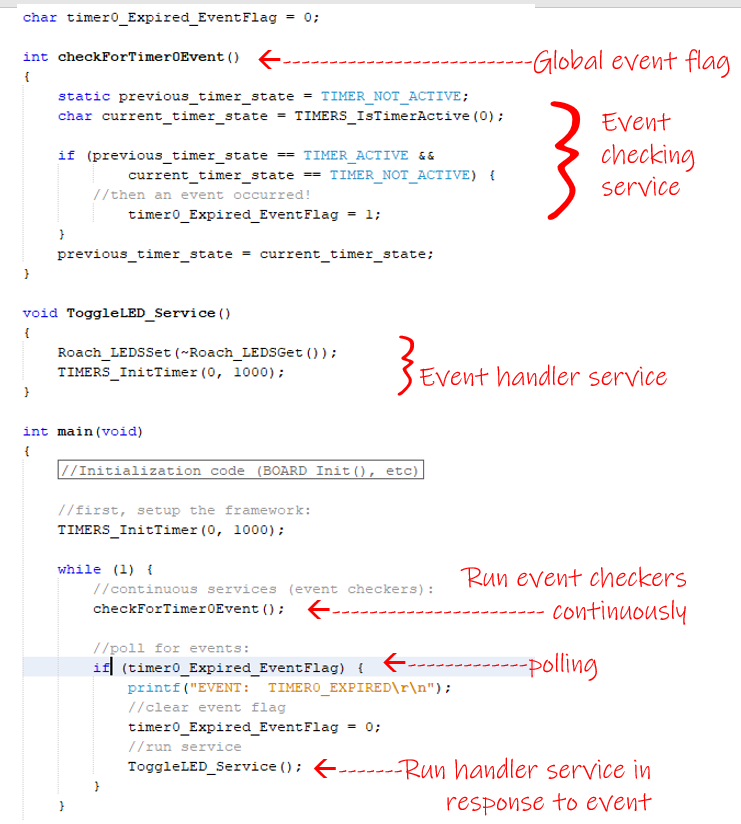 char timer0_Expired_EventFlag = 0;
int checkForTimer0Event()
Global event flag
{
static previous_timer_state = TIMER_NOT_ACTIVE;
char current_timer_state = TIMERS_IsTimerActive(0);
Event
checking
service
if (previous_timer_state == TIMER_ACTIVE &&
current_timer_state == TIMER_NOT_ACTIVE) {
//then an event occurred!
timer0_Expired_EventFlag = 1;
}
previous_timer_state = current_timer_state;
}
void ToggleLED_Service()
{
Roach_LEDSSet(~Roach_LEDSGet());
TIMERS_InitTimer(0, 1000);
Event handler service
}
int main(void)
{
//Initialization code (BOARD Init(), etc)
//first, setup the framework:
TIMERS_InitTimer(0, 1000);
while (1) {
//continuous services (event checkers):
checkForTimer0Event();
Run event checkers
continuously
//poll for events:
if (timer0_Expired_EventFlag) {
polling
printf("EVENT:  TIMER0_EXPIRED\r\n");
//clear event flag
timer0_Expired_EventFlag = 0;
//run service
ToggleLED_Service();
Run handler service in
response to event
}
}